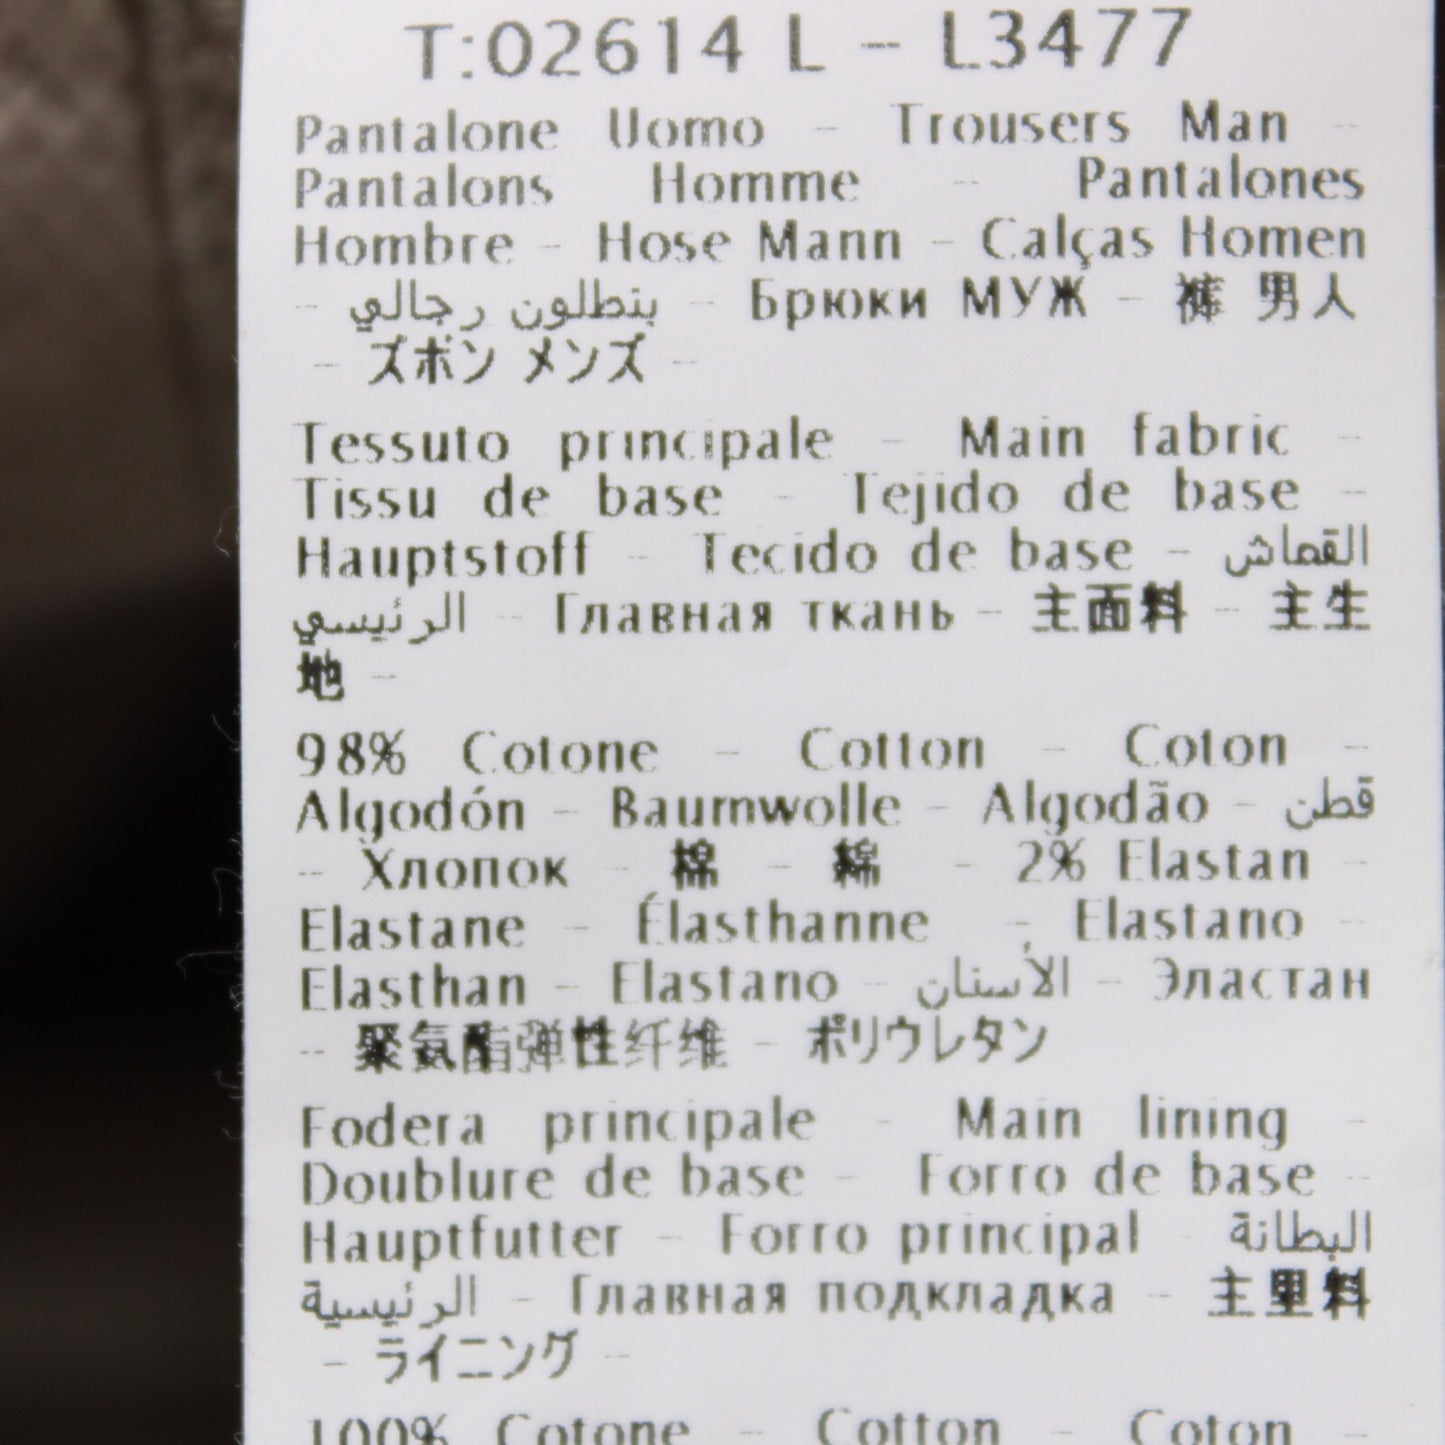 T:02614 L - L3477
Pantalone Uomo - Trousers Man -
Pantalons Homme - Pantalones
Hombre - Hose Mann - Calças Homen
- بنطلون رجالي - Брюки МУЖ - 裤 男人
- ズボン メンズ -
Tessuto principale - Main fabric -
Tissu de base - Tejido de base -
Hauptstoff - Tecido de base - القماش
الرئيسي - Главная ткань - 主面料 - 主生
地 -
98% Cotone - Cotton - Coton -
Algodón - Baumwolle - Algodão - قطن
- Хлопок - 棉 - 綿 - 2% Elastan -
Elastane - Élasthanne - Elastano -
Elasthan - Elastano - الأستان - Эластан
- 聚氨酯弹性纤维 - ポリウレタン
Fodera principale - Main lining -
Doublure de base - Forro de base -
Hauptfutter - Forro principal - البطانة
الرئيسية - Главная подкладка - 主里料
- ライニング -
100% Cotone - Cotton - Coton -